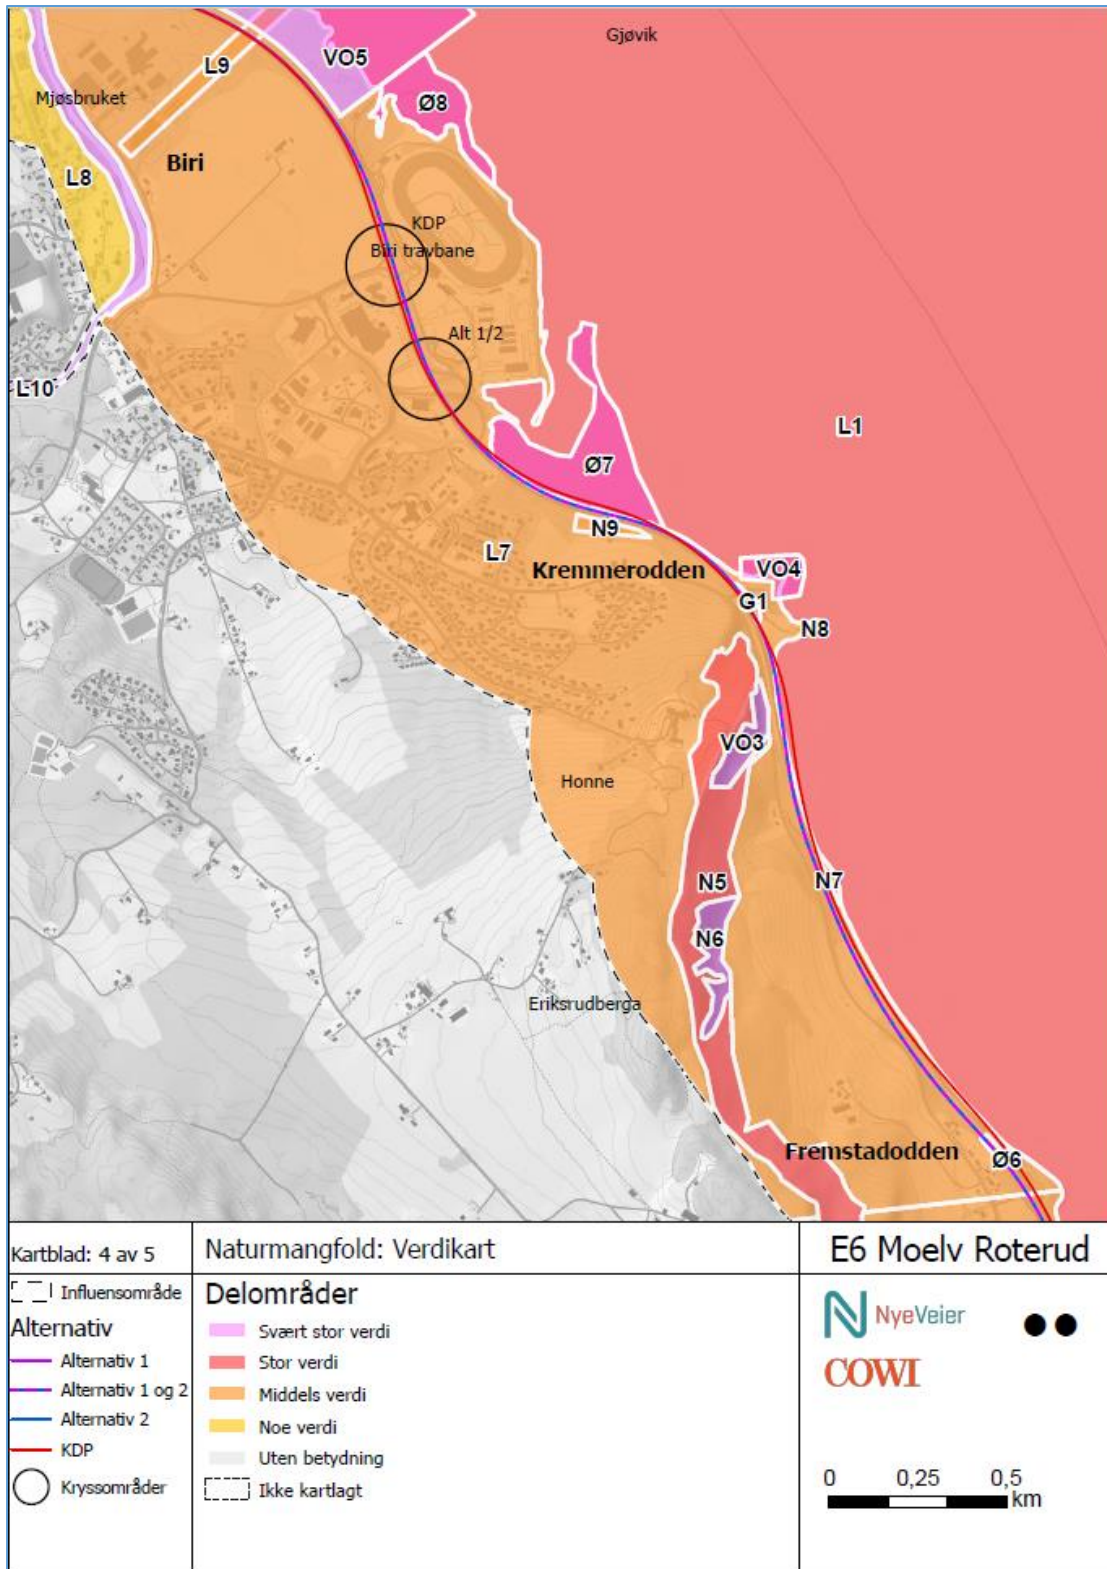 Gjøvik
VO5
L9
Mjøsbruket
Ø8
Biri
L8
KDP
Biri travbane
Alt 1/2
L10
L1
Ø7
N9
L7
Kremmerodden
VO4
G1
N8
VO3
Honne
N5
N7
N6
Eriksrudberga
Fremstadodden
Ø6
Kartblad: 4 av 5
Naturmangfold: Verdikart
E6 Moelv Roterud
Influensområde
Alternativ
Alternativ 1
Alternativ 1 og 2
Alternativ 2
KDP
Kryssområder
Delområder
Svært stor verdi
Stor verdi
Middels verdi
Noe verdi
Uten betydning
Ikke kartlagt
NyeVeier
COWI
0 0,25 0,5
km